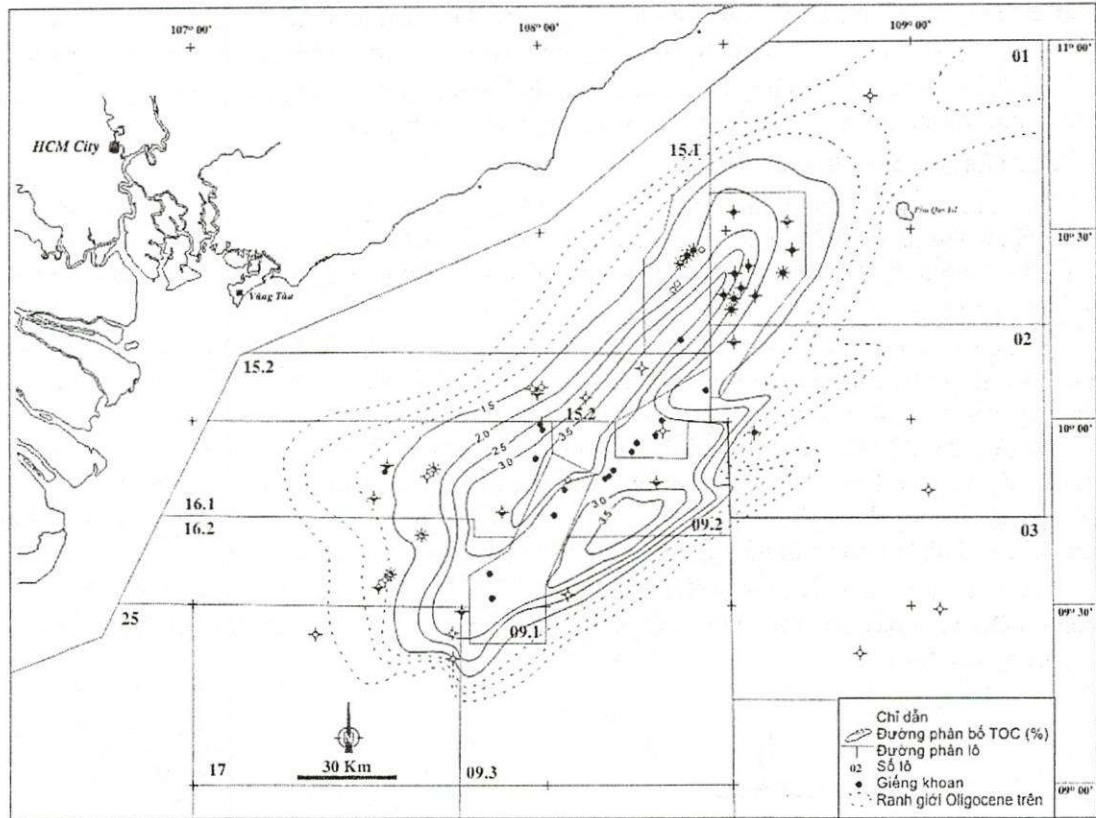 107° 00'
108° 00'
109° 00'
11° 00'
01
HCM City
15.1
Phu Quy Isl
10° 30'
Vũng Tàu
02
15.2
1.5
2.0
15.2
2.5
3.5
3.0
10° 00'
3.0
3.5
16.1
16.2
09.2
03
25
09.1
09° 30'
N
30 Km
17
09.3
09° 00'
Chỉ dẫn
Đường phân bố TOC (%)
Đường phân lô
02 Số lô
Giếng khoan
Ranh giới Oligocene trên